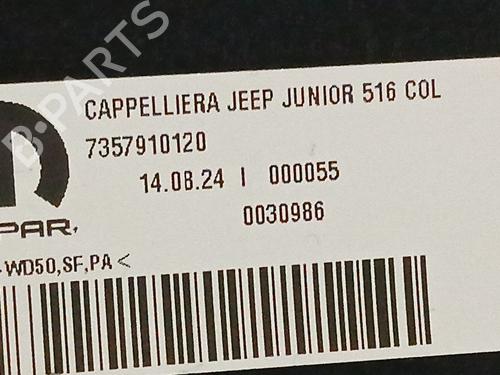 B-PARTS
CAPPELLIERA JEEP JUNIOR 516 COL
7357910120
14.08.24 I 000055
0030986
PAR
WD50,SF,PA<